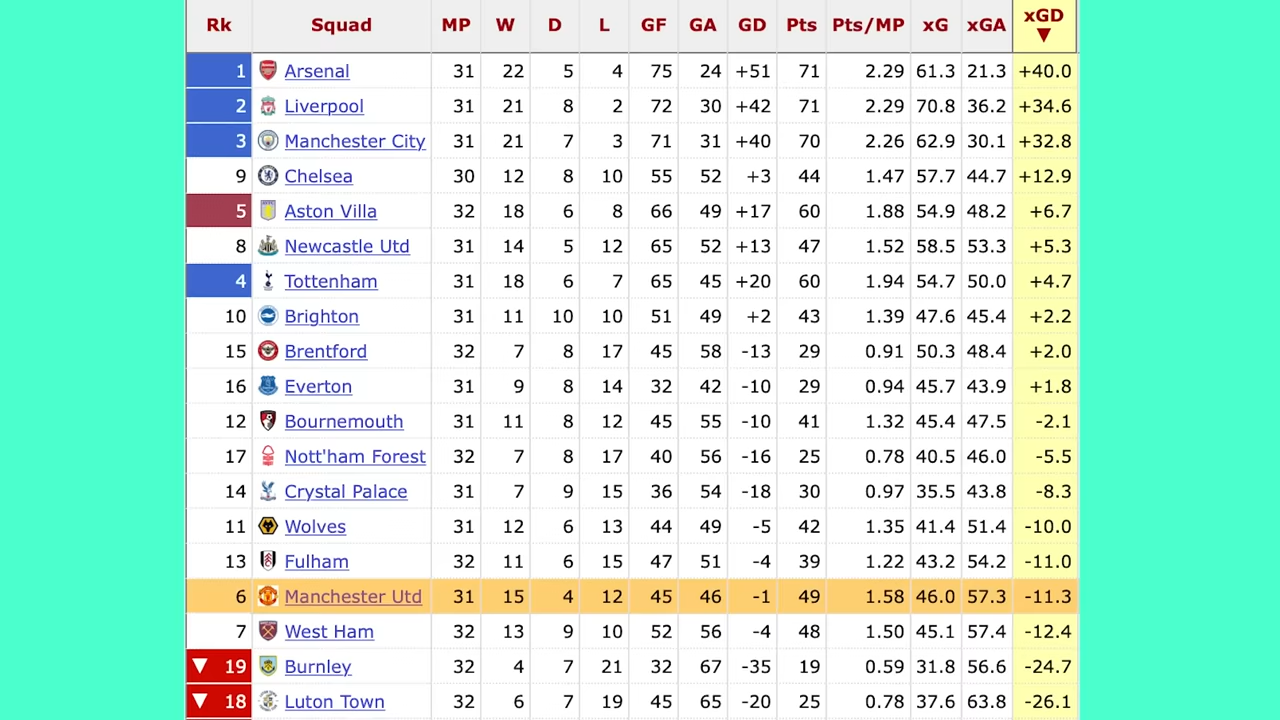 Rk Squad MP W D L GF GA GD Pts Pts/MP xG xGA xGD ▼
1 Arsenal 31 22 5 4 75 24 +51 71 2.29 61.3 21.3 +40.0
2 Liverpool 31 21 8 2 72 30 +42 71 2.29 70.8 36.2 +34.6
3 Manchester City 31 21 7 3 71 31 +40 70 2.26 62.9 30.1 +32.8
9 Chelsea 30 12 8 10 55 52 +3 44 1.47 57.7 44.7 +12.9
5 Aston Villa 32 18 6 8 66 49 +17 60 1.88 54.9 48.2 +6.7
8 Newcastle Utd 31 14 5 12 65 52 +13 47 1.52 58.5 53.3 +5.3
4 Tottenham 31 18 6 7 65 45 +20 60 1.94 54.7 50.0 +4.7
10 Brighton 31 11 10 10 51 49 +2 43 1.39 47.6 45.4 +2.2
15 Brentford 32 7 8 17 45 58 -13 29 0.91 50.3 48.4 +2.0
16 Everton 31 9 8 14 32 42 -10 29 0.94 45.7 43.9 +1.8
12 Bournemouth 31 11 8 12 45 55 -10 41 1.32 45.4 47.5 -2.1
17 Nott'ham Forest 32 7 8 17 40 56 -16 25 0.78 40.5 46.0 -5.5
14 Crystal Palace 31 7 9 15 36 54 -18 30 0.97 35.5 43.8 -8.3
11 Wolves 31 12 6 13 44 49 -5 42 1.35 41.4 51.4 -10.0
13 Fulham 32 11 6 15 47 51 -4 39 1.22 43.2 54.2 -11.0
6 Manchester Utd 31 15 4 12 45 46 -1 49 1.58 46.0 57.3 -11.3
7 West Ham 32 13 9 10 52 56 -4 48 1.50 45.1 57.4 -12.4
▼ 19 Burnley 32 4 7 21 32 67 -35 19 0.59 31.8 56.6 -24.7
▼ 18 Luton Town 32 6 7 19 45 65 -20 25 0.78 37.6 63.8 -26.1